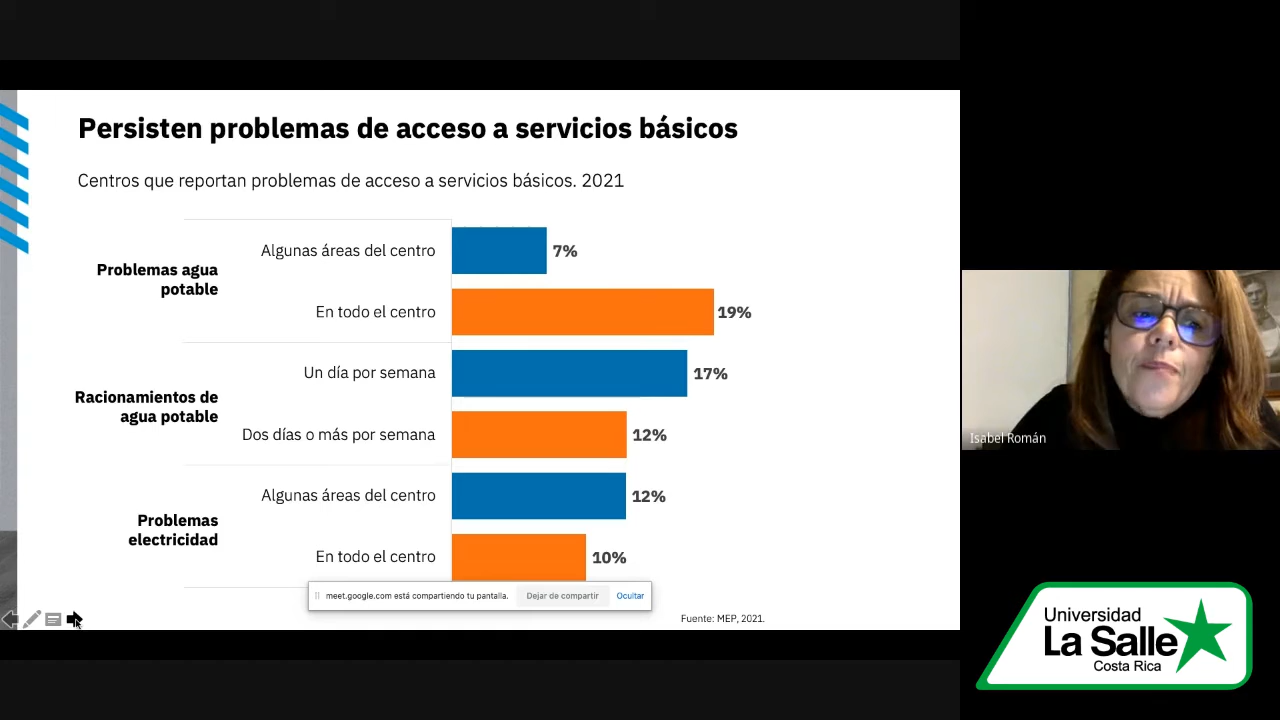 Persisten problemas de acceso a servicios básicos
Centros que reportan problemas de acceso a servicios básicos. 2021
Problemas agua
potable
Algunas áreas del centro
7%
En todo el centro
19%
Racionamientos de
agua potable
Un día por semana
17%
Dos días o más por semana
12%
Problemas
electricidad
Algunas áreas del centro
12%
En todo el centro
10%
meet.google.com está compartiendo tu pantalla.
Dejar de compartir
Ocultar
Fuente: MEP, 2021.
Isabel Román
Universidad
La Salle
Costa Rica